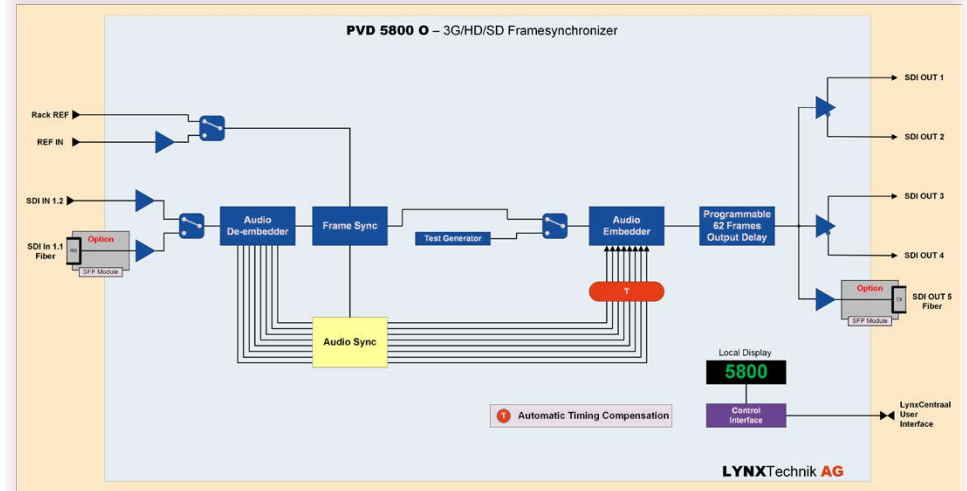 PVD 5800 O – 3G/HD/SD Framesynchronizer
Rack REF
REF IN
SDI IN 1.2
SDI In 1.1
Fiber
Option
RX
SFP Module
Audio
De-embedder
Frame Sync
Test Generator
Audio
Embedder
Programmable
62 Frames
Output Delay
SDI OUT 1
SDI OUT 2
SDI OUT 3
SDI OUT 4
Option
TX
SFP Module
SDI OUT 5
Fiber
T
Audio Sync
Local Display
5800
Control
Interface
LynxCentraal
User
Interface
T Automatic Timing Compensation
LYNXTechnik AG